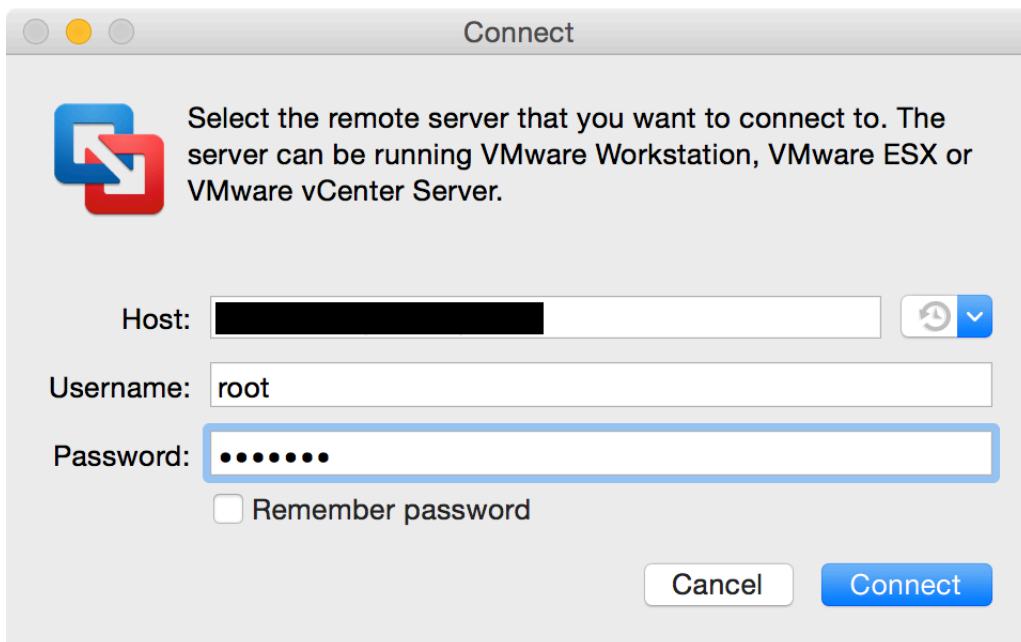 Connect
Select the remote server that you want to connect to. The
server can be running VMware Workstation, VMware ESX or
VMware vCenter Server.
Host:
Username: root
Password: •••••••
Remember password
Cancel Connect